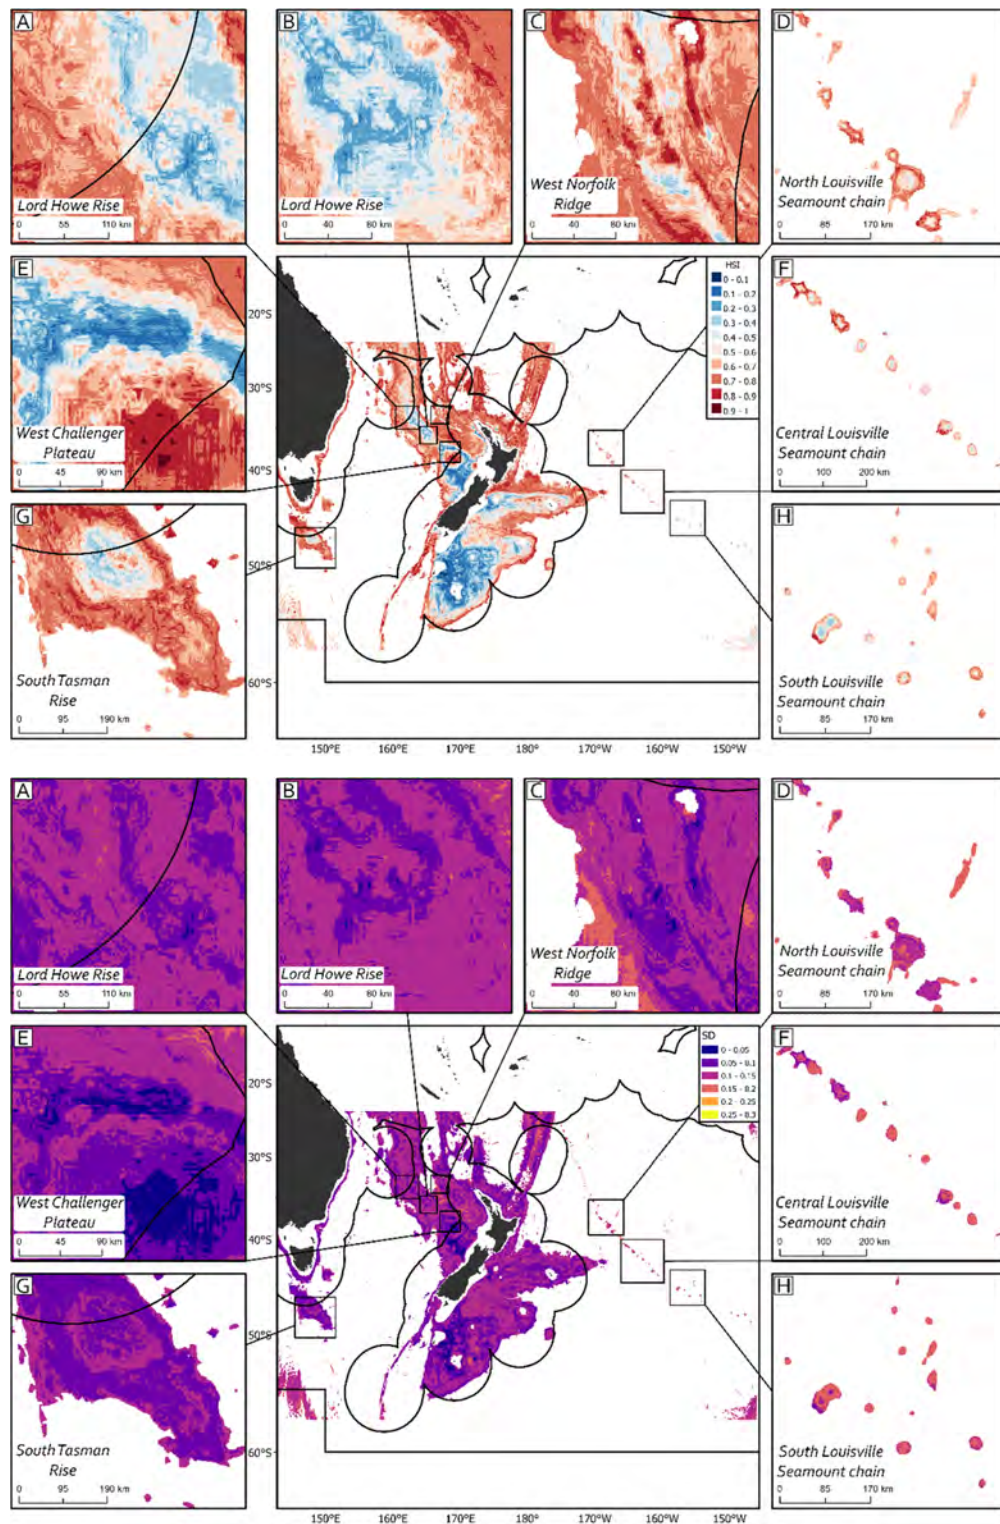 A
Lord Howe Rise
0 55 110 km
B
Lord Howe Rise
0 40 80 km
C
West Norfolk
Ridge
0 40 80 km
D
North Louisville
Seamount chain
0 85 170 km
E
West Challenger
Plateau
0 45 90 km
HSI
0 - 0.1
0.1 - 0.2
0.2 - 0.3
0.3 - 0.4
0.4 - 0.5
0.5 - 0.6
0.6 - 0.7
0.7 - 0.8
0.8 - 0.9
0.9 - 1
20°S
30°S
40°S
50°S
60°S
150°E 160°E 170°E 180° 170°W 160°W 150°W
F
Central Louisville
Seamount chain
0 100 200 km
G
South Tasman
Rise
0 95 190 km
H
South Louisville
Seamount chain
0 85 170 km
A
Lord Howe Rise
0 55 110 km
B
Lord Howe Rise
0 40 80 km
C
West Norfolk
Ridge
0 40 80 km
D
North Louisville
Seamount chain
0 85 170 km
E
West Challenger
Plateau
0 45 90 km
SD
0 - 0.05
0.05 - 0.1
0.1 - 0.15
0.15 - 0.2
0.2 - 0.25
0.25 - 0.3
20°S
30°S
40°S
50°S
60°S
150°E 160°E 170°E 180° 170°W 160°W 150°W
F
Central Louisville
Seamount chain
0 100 200 km
G
South Tasman
Rise
0 95 190 km
H
South Louisville
Seamount chain
0 85 170 km